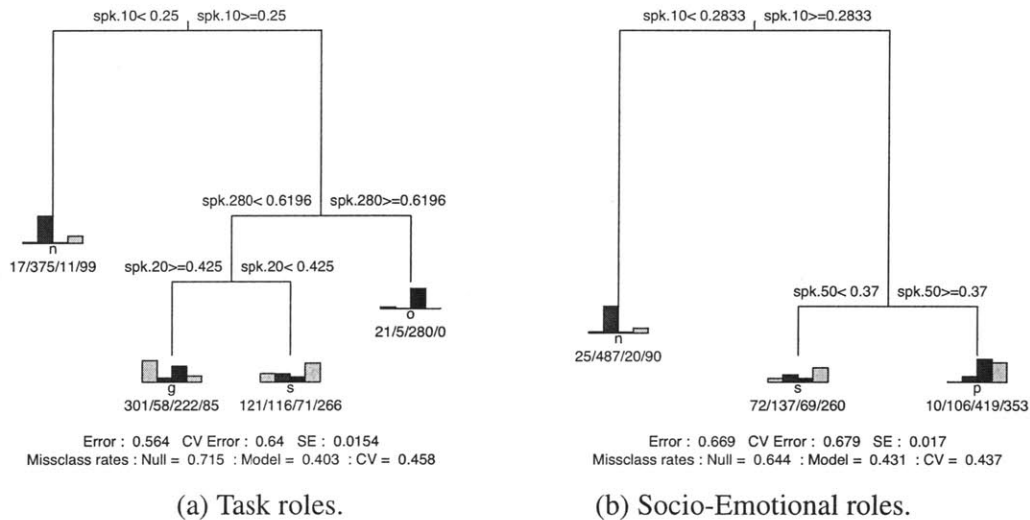 spk.10< 0.25 spk.10>=0.25
spk.280< 0.6196 spk.280>=0.6196
n
17/375/11/99
spk.20>=0.425 spk.20< 0.425
o
21/5/280/0
g
301/58/222/85
s
121/116/71/266
Error : 0.564 CV Error : 0.64 SE : 0.0154
Missclass rates : Null = 0.715 : Model = 0.403 : CV = 0.458
(a) Task roles.
spk.10< 0.2833 spk.10>=0.2833
spk.50< 0.37 spk.50>=0.37
n
25/487/20/90
s
72/137/69/260
p
10/106/419/353
Error : 0.669 CV Error : 0.679 SE : 0.017
Missclass rates : Null = 0.644 : Model = 0.431 : CV = 0.437
(b) Socio-Emotional roles.